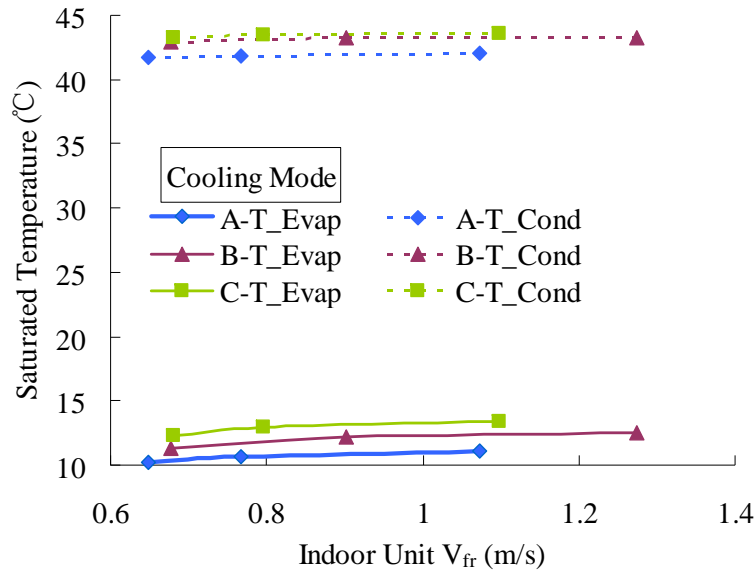 Saturated Temperature (℃)
45
40
35
30
25
20
15
10
Cooling Mode
A-T_Evap A-T_Cond
B-T_Evap B-T_Cond
C-T_Evap C-T_Cond
0.6 0.8 1 1.2 1.4
Indoor Unit Vfr (m/s)